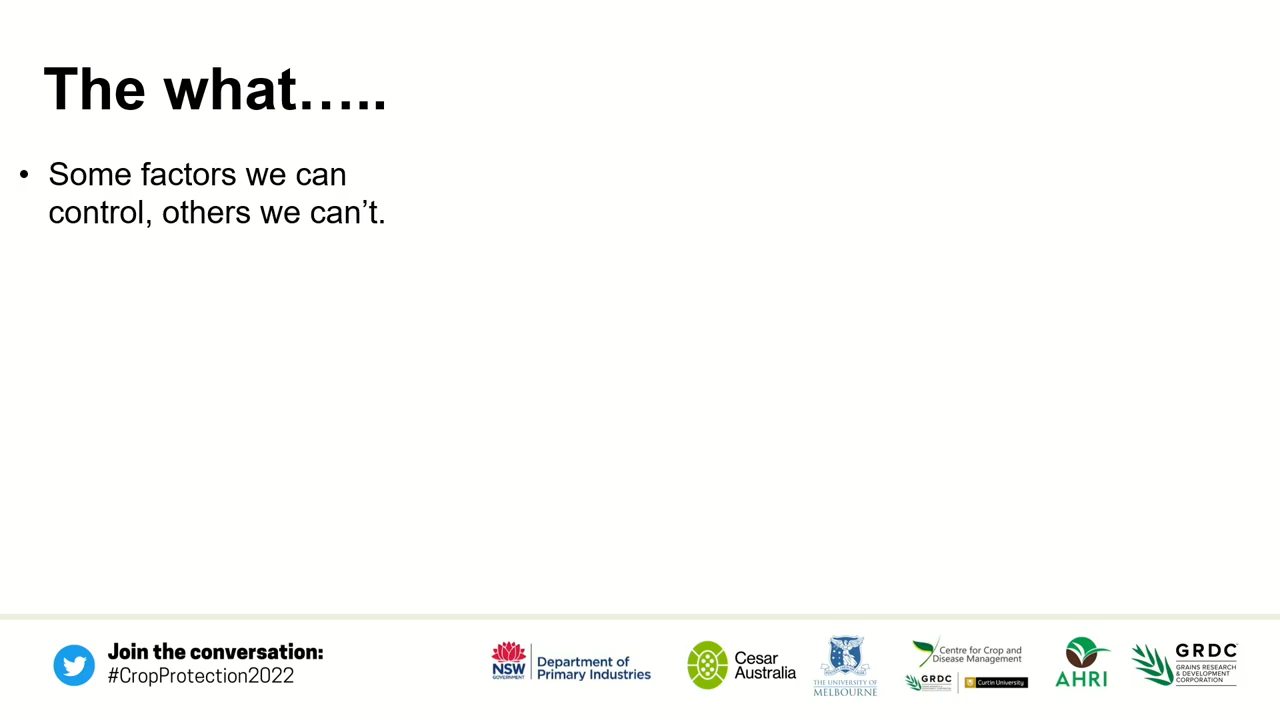 The what…..
• Some factors we can
control, others we can’t.
Join the conversation:
#CropProtection2022
NSW
GOVERNMENT
Department of
Primary Industries
Cesar
Australia
THE UNIVERSITY OF
MELBOURNE
Centre for Crop and
Disease Management
GRDC
Curtin University
AHRI
GRDC
GRAINS RESEARCH
& DEVELOPMENT
CORPORATION